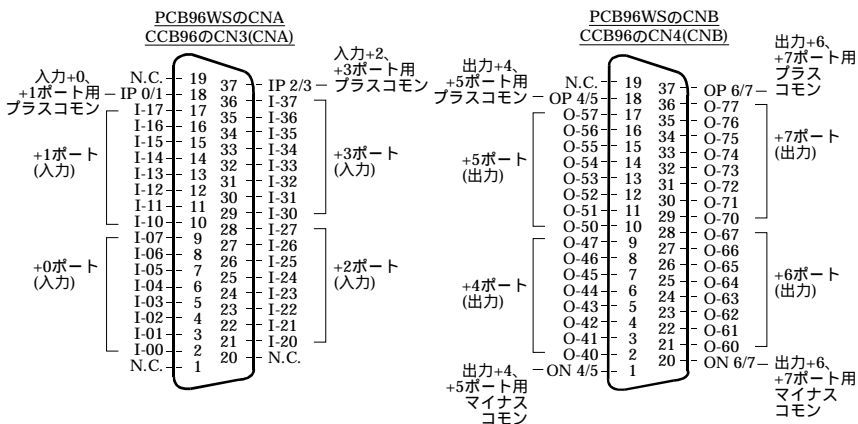 PCB96WSのCNA
CCB96のCN3(CNA)
入力+0、
+1ポート用
プラスコモン
入力+2、
+3ポート用
プラスコモン
N.C. 19
IP 0/1 18 37 IP 2/3
I-17 17 36 I-37
I-16 16 35 I-36
I-15 15 34 I-35
I-14 14 33 I-34
I-13 13 32 I-33
I-12 12 31 I-32
I-11 11 30 I-31
I-10 10 29 I-30
I-07 9 28 I-27
I-06 8 27 I-26
I-05 7 26 I-25
I-04 6 25 I-24
I-03 5 24 I-23
I-02 4 23 I-22
I-01 3 22 I-21
I-00 2 21 I-20
N.C. 1 20 N.C.
+1ポート
(入力)
+0ポート
(入力)
+3ポート
(入力)
+2ポート
(入力)
PCB96WSのCNB
CCB96のCN4(CNB)
出力+4、
+5ポート用
プラスコモン
出力+6、
+7ポート用
プラス
コモン
N.C. 19
OP 4/5 18 37 OP 6/7
O-57 17 36 O-77
O-56 16 35 O-76
O-55 15 34 O-75
O-54 14 33 O-74
O-53 13 32 O-73
O-52 12 31 O-72
O-51 11 30 O-71
O-50 10 29 O-70
O-47 9 28 O-67
O-46 8 27 O-66
O-45 7 26 O-65
O-44 6 25 O-64
O-43 5 24 O-63
O-42 4 23 O-62
O-41 3 22 O-61
O-40 2 21 O-60
ON 4/5 1 20 ON 6/7
+5ポート
(出力)
+4ポート
(出力)
+7ポート
(出力)
+6ポート
(出力)
出力+4、
+5ポート用
マイナス
コモン
出力+6、
+7ポート用
マイナス
コモン